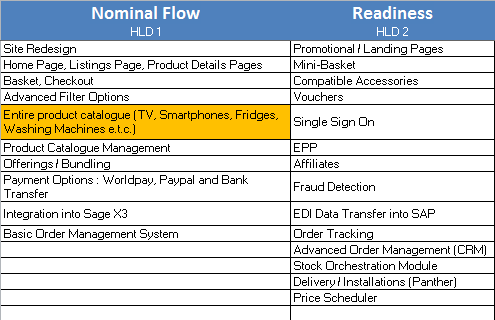 Nominal Flow
HLD 1
Readiness
HLD 2
Site Redesign
Promotional / Landing Pages
Home Page, Listings Page, Product Details Pages
Mini-Basket
Basket, Checkout
Compatible Accessories
Advanced Filter Options
Vouchers
Entire product catalogue (TV, Smartphones, Fridges,
Washing Machines e.t.c.)
Single Sign On
Product Catalogue Management
EPP
Offerings / Bundling
Affiliates
Payment Options : Worldpay, Paypal and Bank
Transfer
Fraud Detection
Integration into Sage X3
EDI Data Transfer into SAP
Basic Order Management System
Order Tracking
Advanced Order Management (CRM)
Stock Orchestration Module
Delivery / Installations (Panther)
Price Scheduler